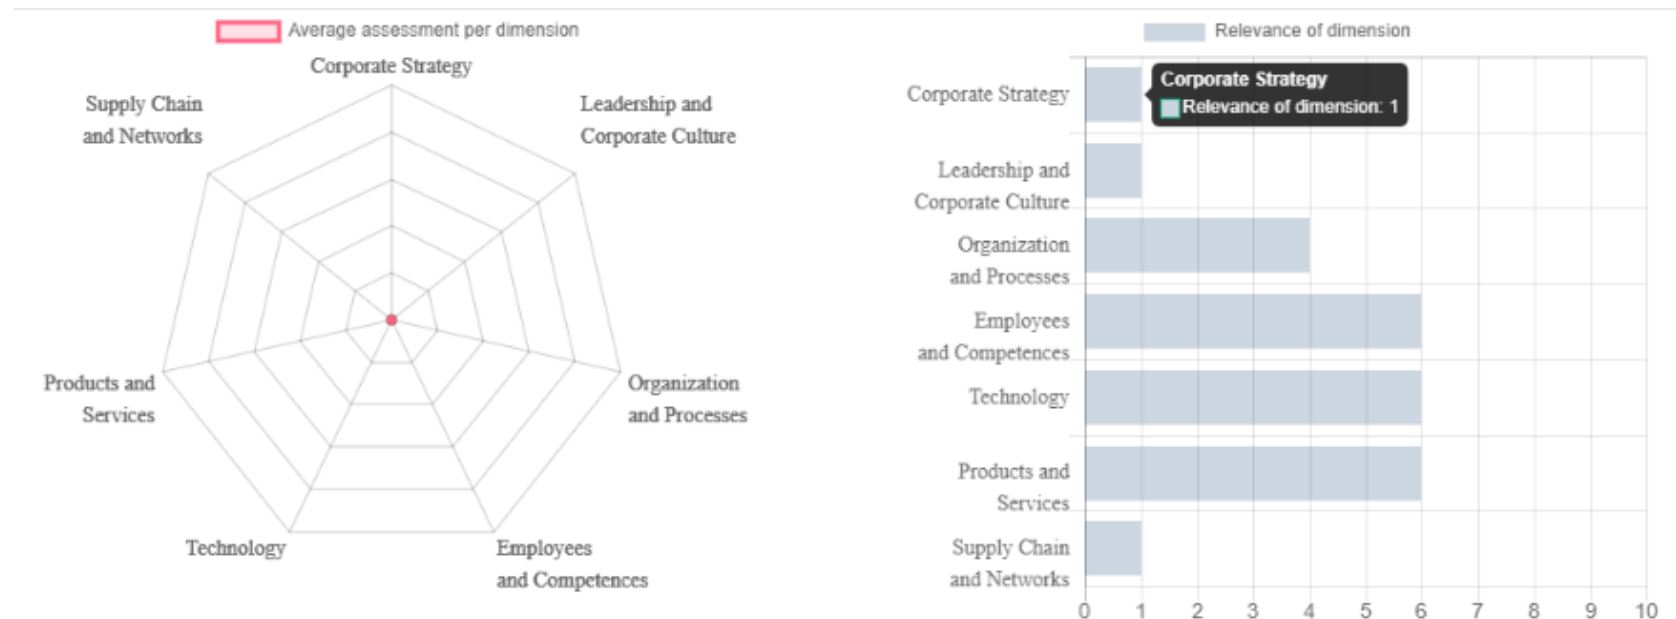 Average assessment per dimension
Corporate Strategy
Supply Chain
and Networks
Leadership and
Corporate Culture
Products and
Services
Organization
and Processes
Technology
Employees
and Competences
Relevance of dimension
Corporate Strategy
Corporate Strategy
Relevance of dimension: 1
Leadership and
Corporate Culture
Organization
and Processes
Employees
and Competences
Technology
Products and
Services
Supply Chain
and Networks
0 1 2 3 4 5 6 7 8 9 10